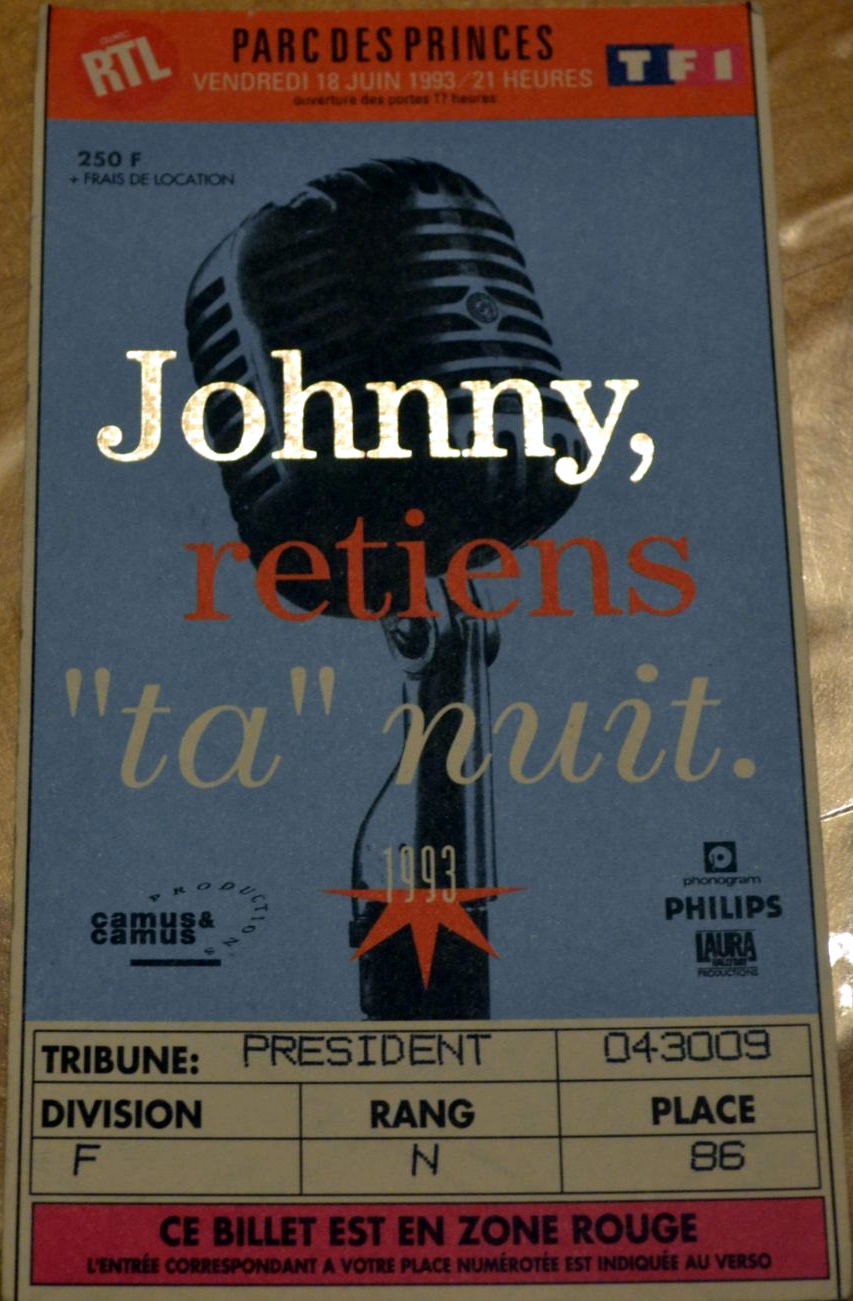 avec
RTL
PARC DES PRINCES
VENDREDI 18 JUIN 1993/21 HEURES
ouverture des portes 17 heures
TF1
250 F
+ FRAIS DE LOCATION
Johnny,
retiens
"ta" nuit.
1993
camus&
camus
PRODUCTIONS
phonogram
PHILIPS
LAURA
PRODUCTIONS
TRIBUNE: PRESIDENT 043009
DIVISION RANG PLACE
F N 86
CE BILLET EST EN ZONE ROUGE
L'ENTRÉE CORRESPONDANT A VOTRE PLACE NUMÉROTÉE EST INDIQUÉE AU VERSO